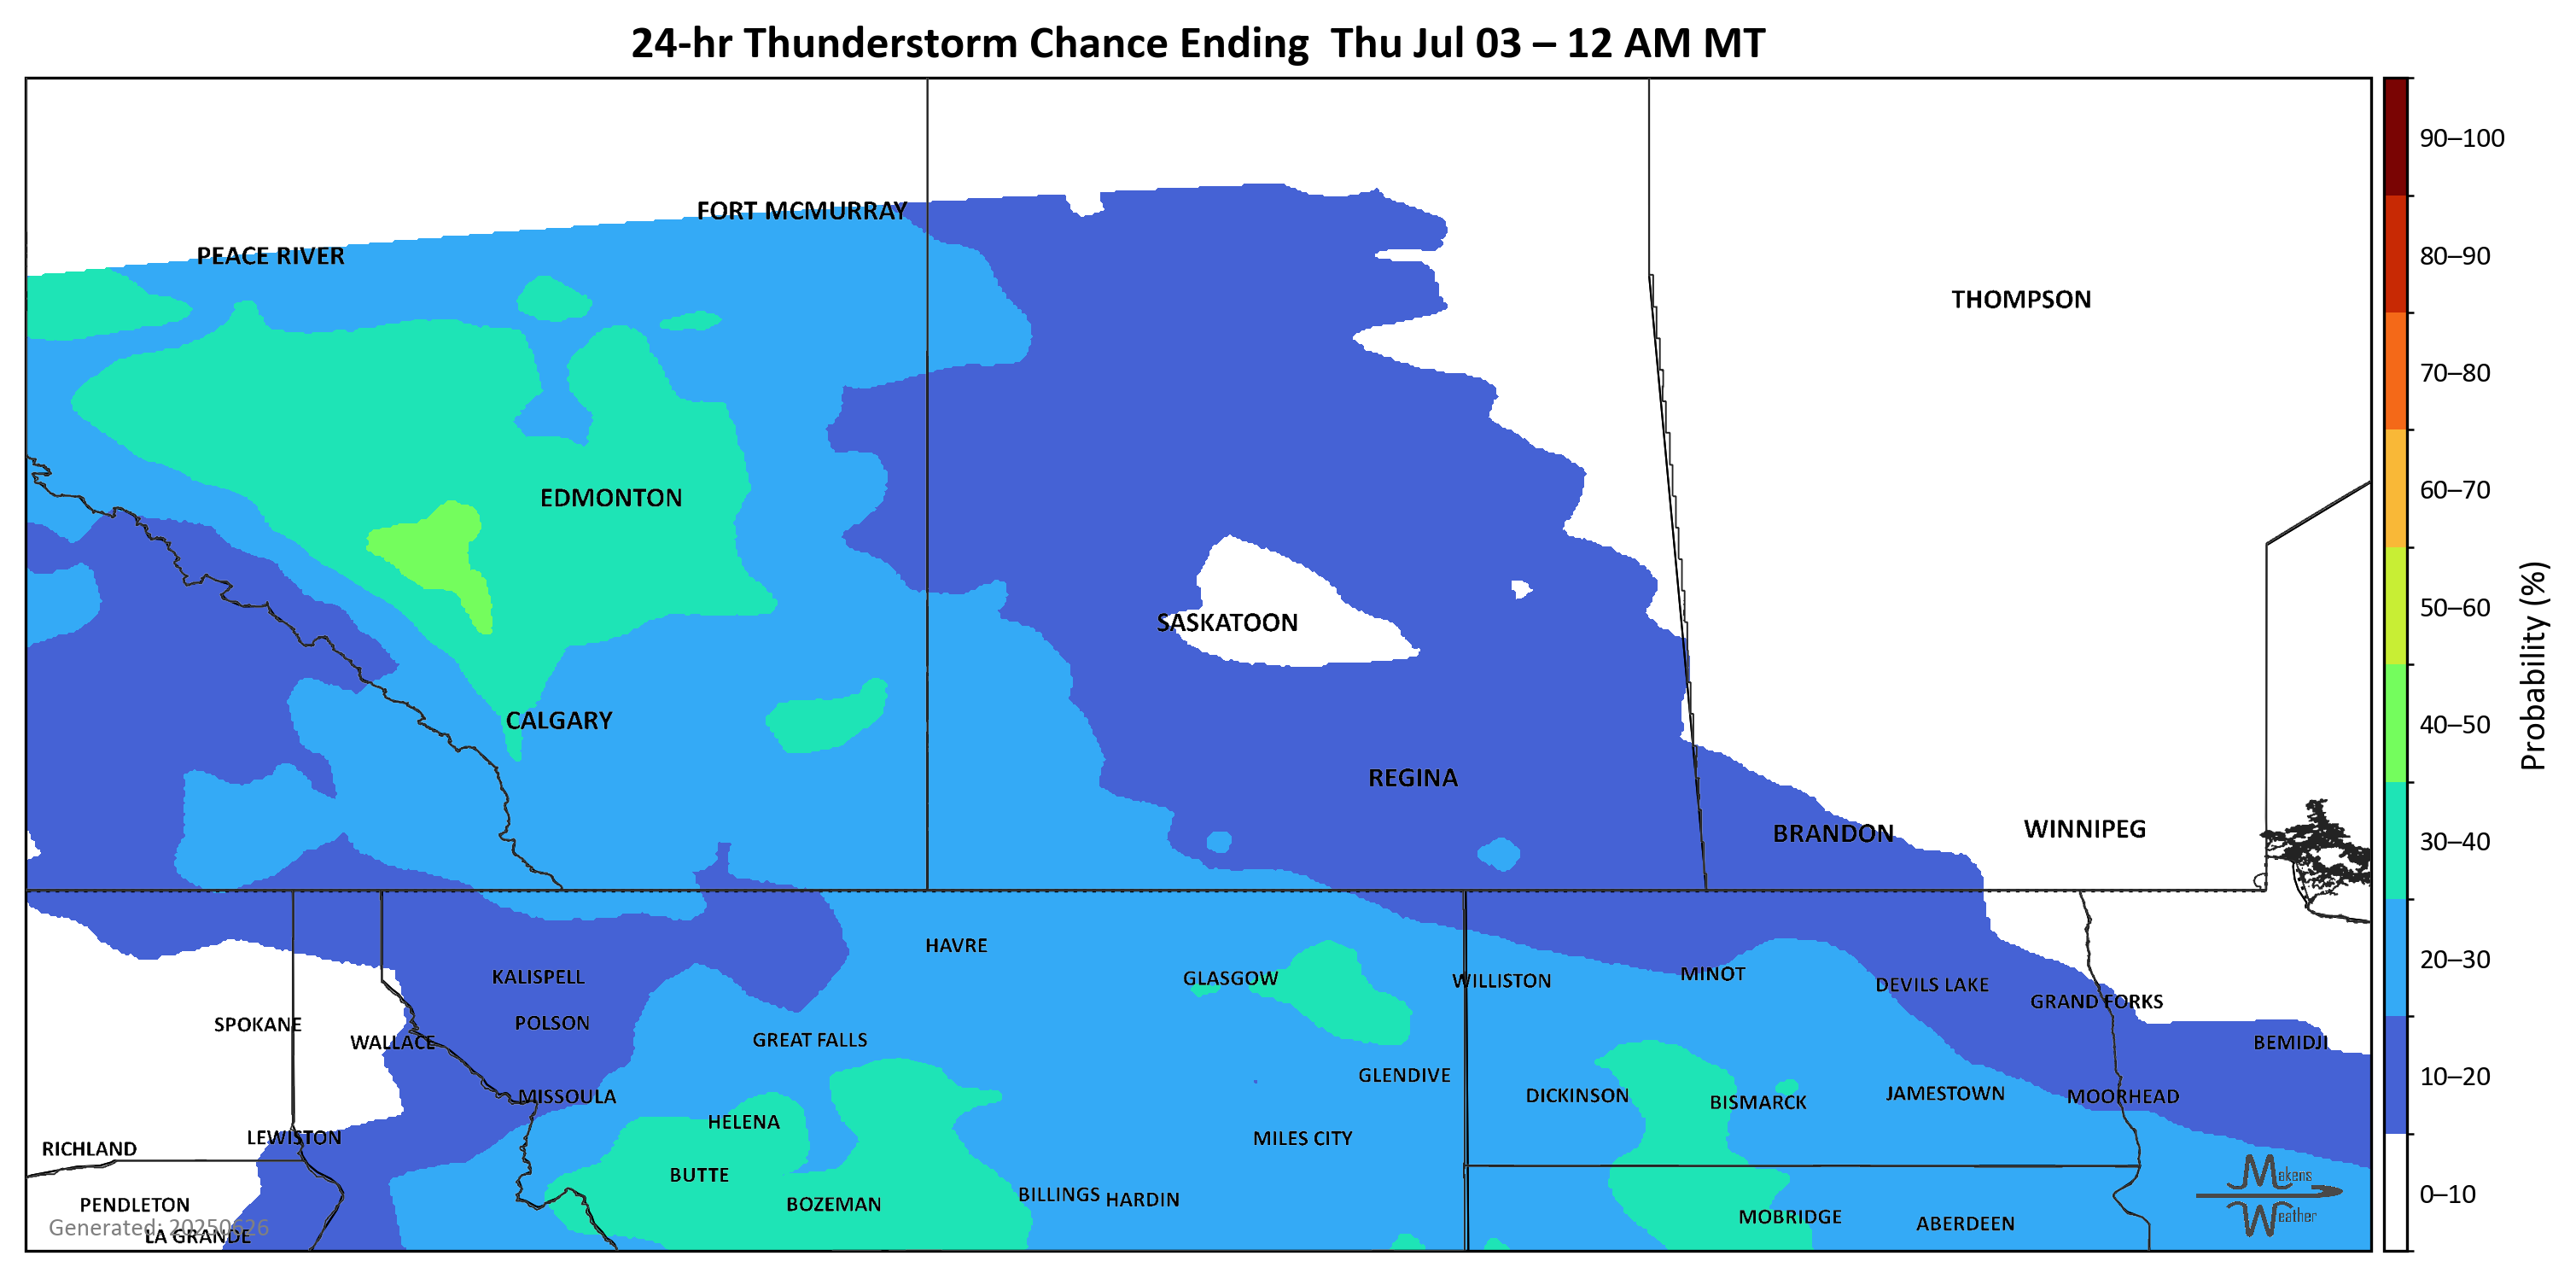 24-hr Thunderstorm Chance Ending  Thu Jul 03 – 12 AM MT
90–100
FORT MCMURRAY
PEACE RIVER
80–90
THOMPSON
70–80
EDMONTON
60–70
50–60
SASKATOON
Probability (%)
CALGARY
40–50
REGINA
WINNIPEG
BRANDON
30–40
HAVRE
20–30
KALISPELL
GLASGOW
WILLISTON
MINOT
DEVILS LAKE
GRAND FORKS
SPOKANE
POLSON
WALLACE
GREAT FALLS
BEMIDJI
GLENDIVE
10–20
MISSOULA
DICKINSON
BISMARCK
JAMESTOWN
MOORHEAD
HELENA
LEWISTON
MILES CITY
RICHLAND
BUTTE
Makens
BILLINGS
HARDIN
0–10
PENDLETON
BOZEMAN
MOBRIDGE
Weather
ABERDEEN
Generated: 20250626
LA GRANDE